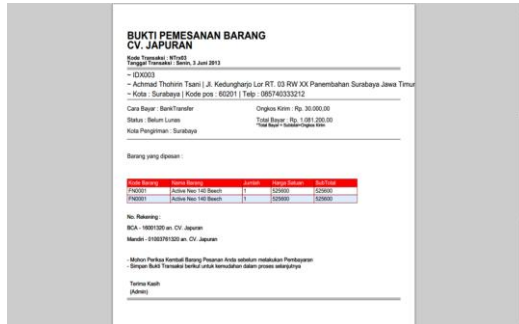 BUKTI PEMESANAN BARANG
CV. JAPURAN
Kode Transaksi : NTrx03
Tanggal Transaksi : Senin, 3 Juni 2013
~ IDX003
~ Achmad Thohirin Tsani | Jl. Kedungharjo Lor RT. 03 RW XX Panembahan Surabaya Jawa Timur
~ Kota : Surabaya | Kode pos : 60201 | Telp : 085740333212
Cara Bayar : BankTransfer Ongkos Kirim : Rp. 30.000,00
Status : Belum Lunas Total Bayar : Rp. 1.081.200,00
*Total Bayar = Subtotal+Ongkos Kirim
Kota Pengiriman : Surabaya
Barang yang dipesan :
Kode Barang Nama Barang Jumlah Harga Satuan SubTotal
FN0001 Active Neo 140 Beech 1 525600 525600
FN0001 Active Neo 140 Beech 1 525600 525600
No. Rekening :
BCA - 16001320 an. CV. Japuran
Mandiri - 01003761320 an. CV. Japuran
- Mohon Periksa Kembali Barang Pesanan Anda sebelum melakukan Pembayaran
- Simpan Bukti Transaksi berikut untuk kemudahan dalam proses selanjutnya
Terima Kasih
(Admin)